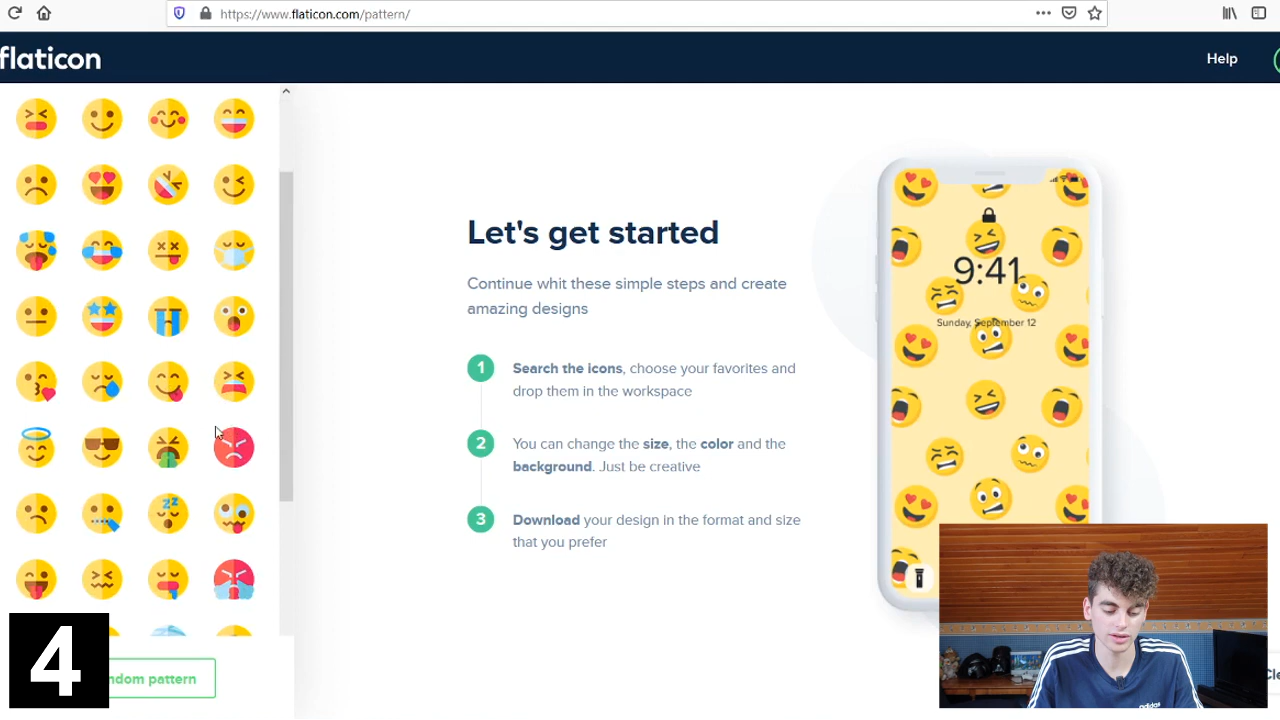 https://www.flaticon.com/pattern/
flaticon
Help
Let's get started
Continue whit these simple steps and create
amazing designs
1
Search the icons, choose your favorites and
drop them in the workspace
2
You can change the size, the color and the
background. Just be creative
3
Download your design in the format and size
that you prefer
9:41
Sunday, September 12
4
ndom pattern
Cle
adidas